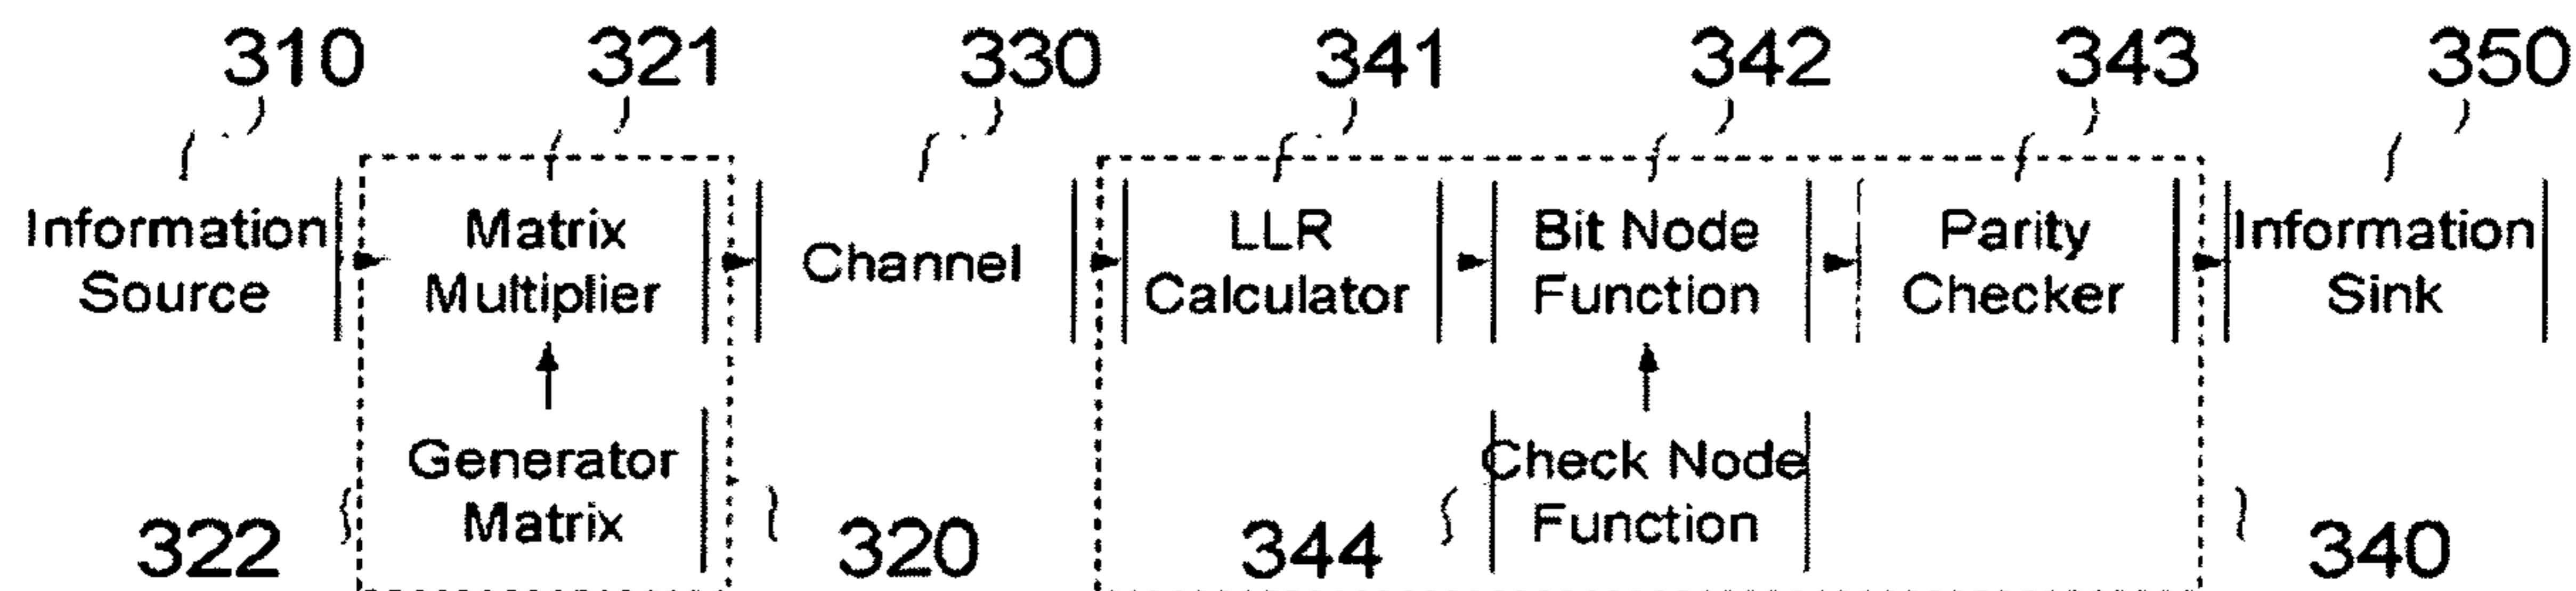 310 321 330 341 342 343 350
Information Matrix LLR Bit Node Parity Information
Source Multiplier Channel Calculator Function Checker Sink
Generator Check Node
Matrix Function
322 320 344 340